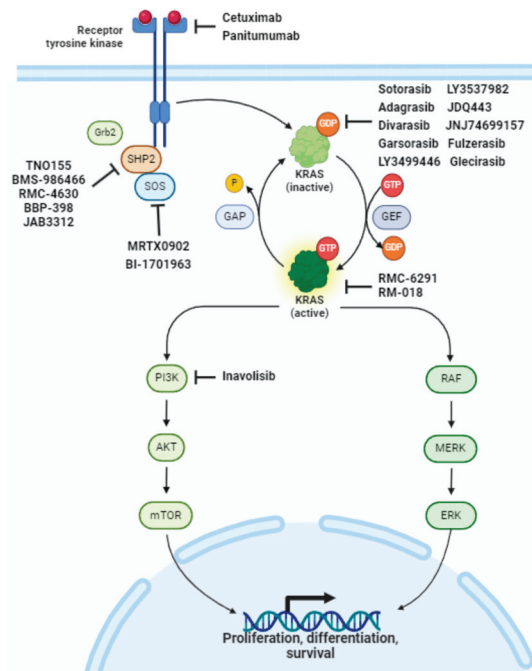 Receptor
tyrosine kinase
Cetuximab
Panitumumab
Grb2
SHP2
SOS
TNO155
BMS-986466
RMC-4630
BBP-398
JAB3312
MRTX0902
BI-1701963
GDP
KRAS
(inactive)
Sotorasib LY3537982
Adagrasib JDQ443
Divarasib JNJ74699157
Garsorasib Fulzerasib
LY3499446 Glecirasib
P
GAP
GTP
GEF
GDP
GTP
KRAS
(active)
RMC-6291
RM-018
PI3K
Inavolisib
RAF
AKT
MERK
mTOR
ERK
Proliferation, differentiation,
survival